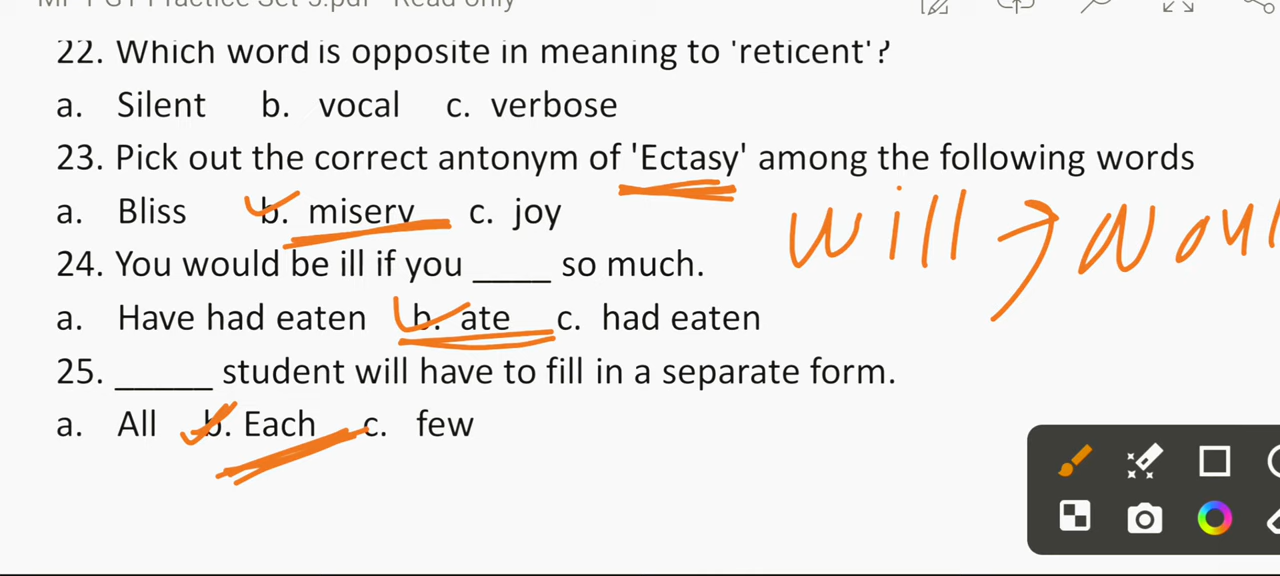 22. Which word is opposite in meaning to 'reticent'?
a. Silent b. vocal c. verbose
23. Pick out the correct antonym of 'Ectasy' among the following words
a. Bliss b. misery c. joy
will
24. You would be ill if you ____ so much.
a. Have had eaten b. ate c. had eaten
25. _____ student will have to fill in a separate form.
a. All b. Each c. few